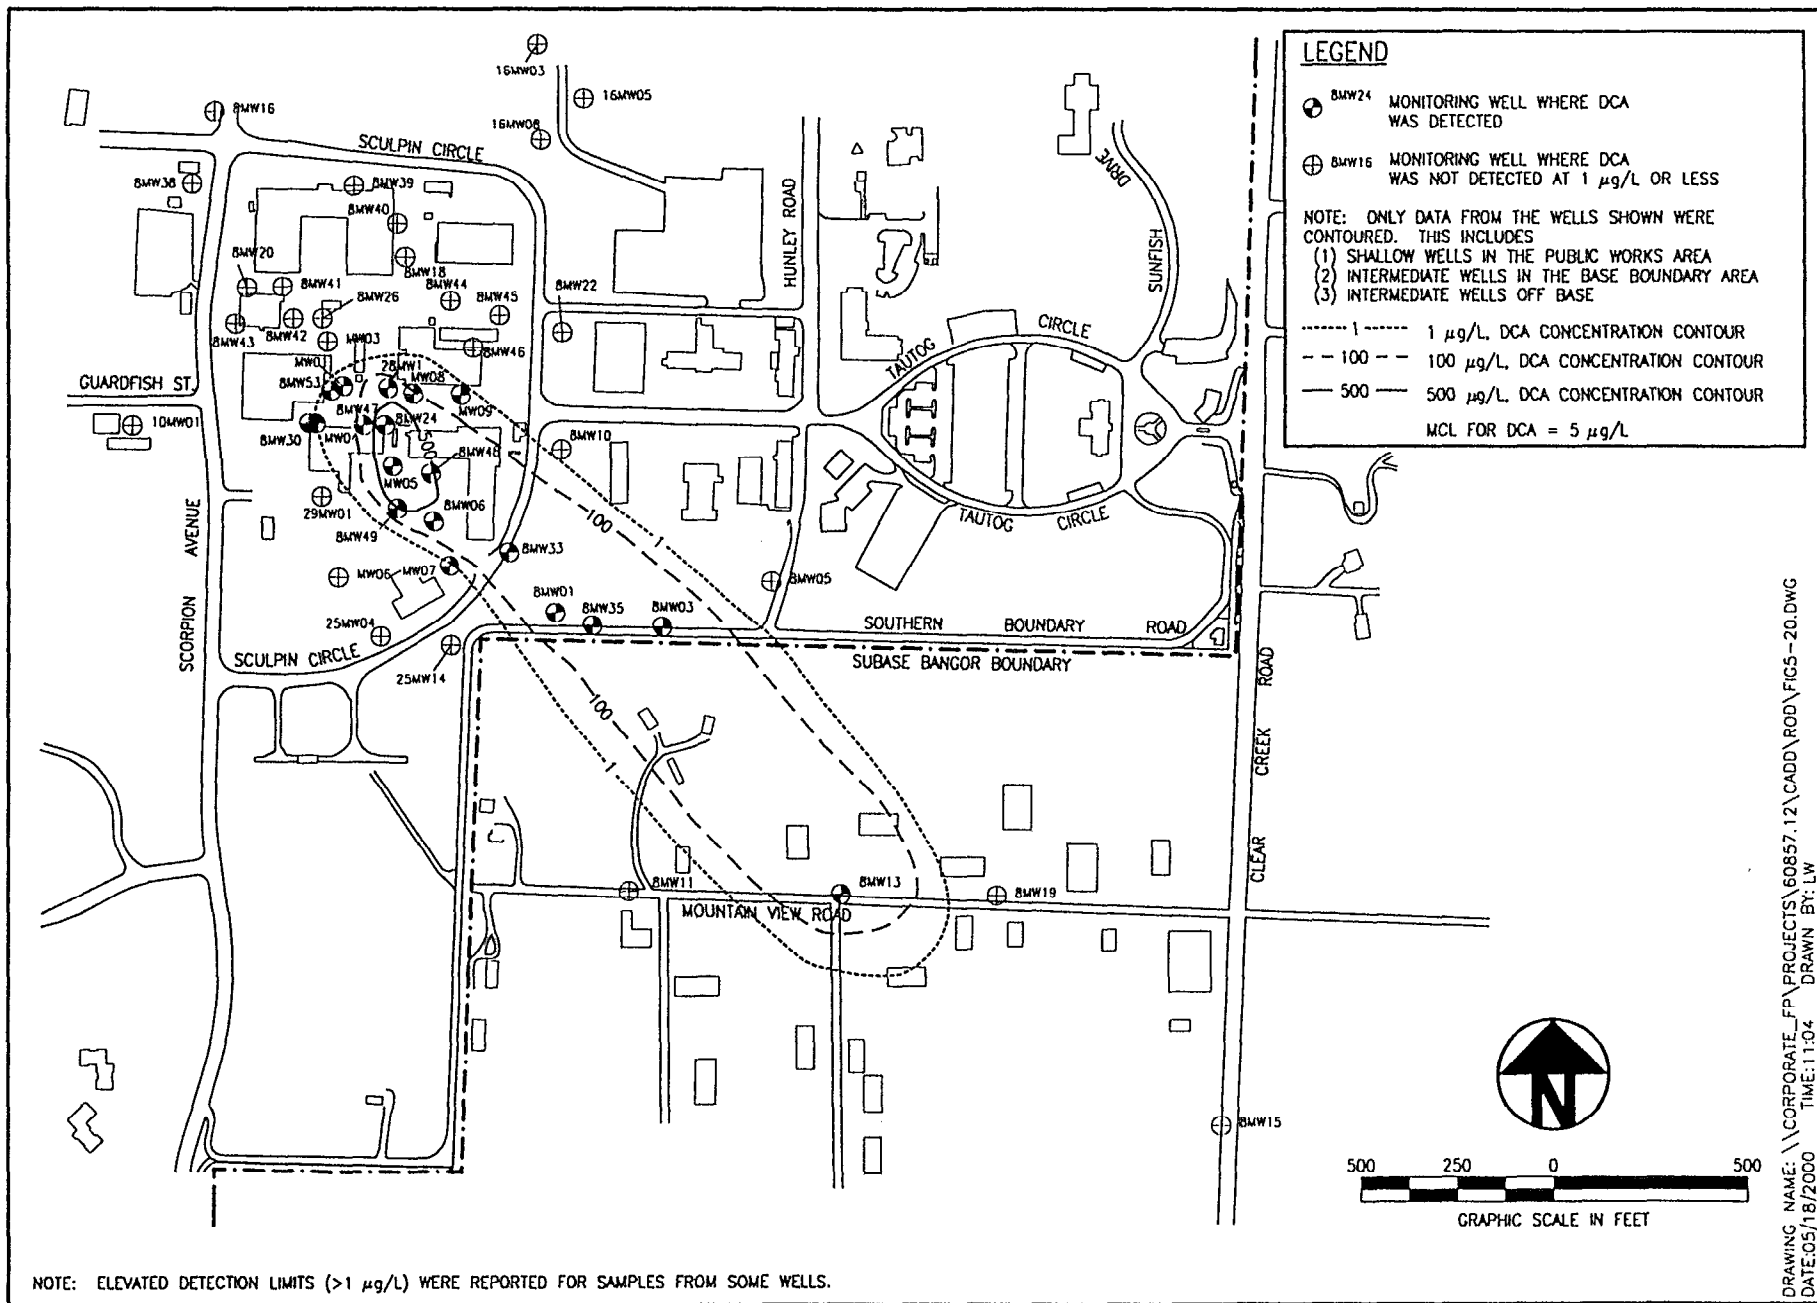 LEGEND
8MW24 MONITORING WELL WHERE DCA
WAS DETECTED
8MW16 MONITORING WELL WHERE DCA
WAS NOT DETECTED AT 1 µg/L OR LESS
NOTE: ONLY DATA FROM THE WELLS SHOWN WERE
CONTOURED. THIS INCLUDES
(1) SHALLOW WELLS IN THE PUBLIC WORKS AREA
(2) INTERMEDIATE WELLS IN THE BASE BOUNDARY AREA
(3) INTERMEDIATE WELLS OFF BASE
1 1 µg/L, DCA CONCENTRATION CONTOUR
100 100 µg/L, DCA CONCENTRATION CONTOUR
500 500 µg/L, DCA CONCENTRATION CONTOUR
MCL FOR DCA = 5 µg/L
16MW03
16MW05
16MW08
8MW16
SCULPIN CIRCLE
8MW38
8MW39
8MW40
8MW18
8MW20
8MW41
8MW26
8MW44
8MW45
8MW22
8MW43
8MW42
MW03
8MW46
HUNLEY ROAD
SUNFISH
DRIVE
TAUTOG
CIRCLE
GUARDFISH ST.
8MW53
28MW1
MW08
MW09
10MW01
8MW47
8MW24
8MW30
MW04
8MW10
8MW48
MW05
29MW01
8MW06
8MW49
100
1
TAUTOG
CIRCLE
SCORPION AVENUE
8MW33
MW06
MW07
8MW05
8MW01
8MW35
8MW03
25MW04
SCULPIN CIRCLE
25MW14
SOUTHERN BOUNDARY ROAD
SUBASE BANGOR BOUNDARY
CLEAR CREEK ROAD
100
1
8MW11
8MW13
8MW19
MOUNTAIN VIEW ROAD
8MW15
N
500 250 0 500
GRAPHIC SCALE IN FEET
NOTE: ELEVATED DETECTION LIMITS (>1 µg/L) WERE REPORTED FOR SAMPLES FROM SOME WELLS.
DRAWING NAME: \\CORPORATE_FP\PROJECTS\60857.12\CADD\ROD\FIG5-20.DWG
DATE:05/18/2000 TIME:11:04 DRAWN BY: LW